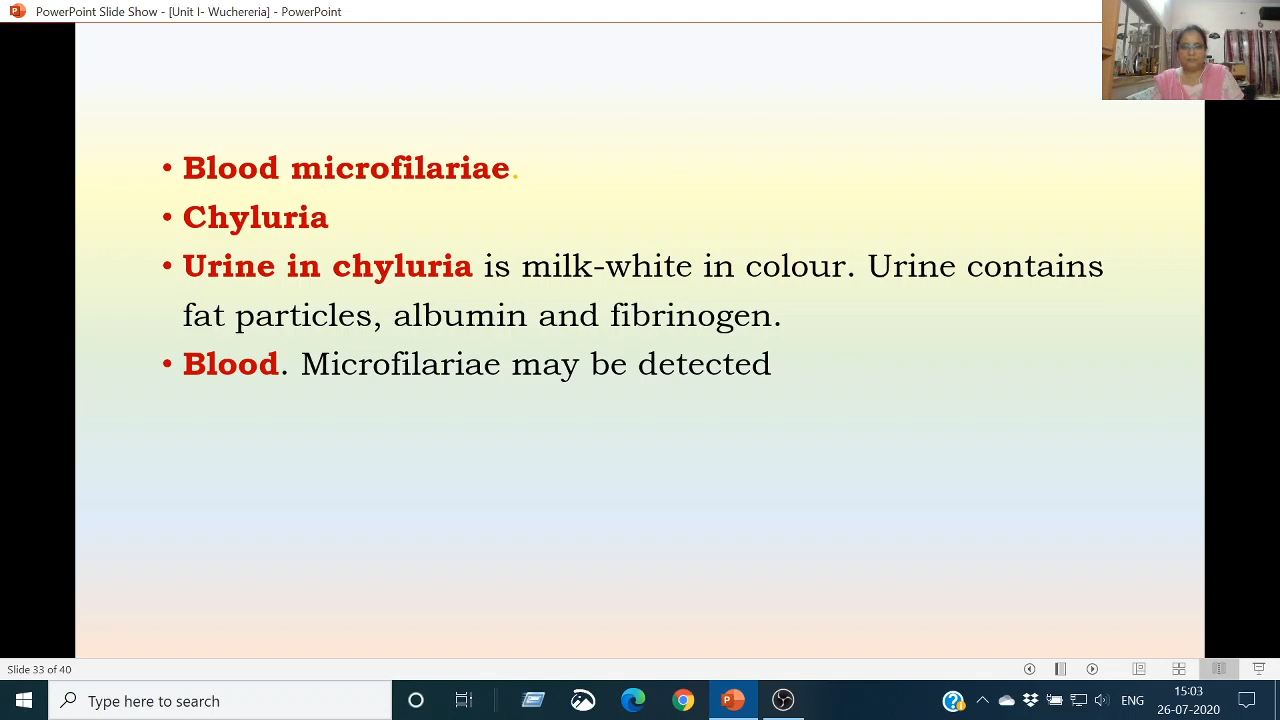 PowerPoint Slide Show - [Unit I- Wuchereria] - PowerPoint
• Blood microfilariae.
• Chyluria
• Urine in chyluria is milk-white in colour. Urine contains
fat particles, albumin and fibrinogen.
• Blood. Microfilariae may be detected
Slide 33 of 40
Type here to search
ENG
15:03
26-07-2020